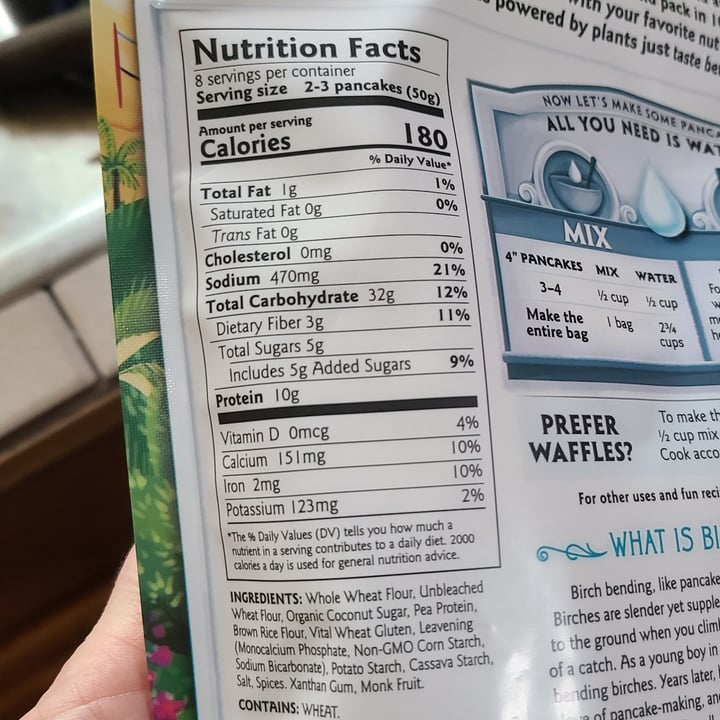 pack in 1
with your favorite nut
powered by plants just taste be
Nutrition Facts
8 servings per container
Serving size 2-3 pancakes (50g)
Amount per serving
Calories 180
% Daily Value*
Total Fat 1g 1%
Saturated Fat 0g 0%
Trans Fat 0g
Cholesterol 0mg 0%
Sodium 470mg 21%
Total Carbohydrate 32g 12%
Dietary Fiber 3g 11%
Total Sugars 5g
Includes 5g Added Sugars 9%
Protein 10g
Vitamin D 0mcg 4%
Calcium 151mg 10%
Iron 2mg 10%
Potassium 123mg 2%
*The % Daily Values (DV) tells you how much a
nutrient in a serving contributes to a daily diet. 2000
calories a day is used for general nutrition advice.
INGREDIENTS: Whole Wheat Flour, Unbleached
Wheat Flour, Organic Coconut Sugar, Pea Protein,
Brown Rice Flour, Vital Wheat Gluten, Leavening
(Monocalcium Phosphate, Non-GMO Corn Starch,
Sodium Bicarbonate), Potato Starch, Cassava Starch,
Salt, Spices. Xanthan Gum, Monk Fruit.
CONTAINS: WHEAT.
NOW LET'S MAKE SOME PANCA
ALL YOU NEED IS WAT
MIX
4" PANCAKES MIX WATER
3-4 ½ cup ½ cup
Make the
entire bag 1 bag 2¾
cups
PREFER
WAFFLES?
To make th
½ cup mix
Cook acco
For other uses and fun reci
WHAT IS BI
Birch bending, like pancake
Birches are slender yet supple
to the ground when you climb
of a catch. As a young boy in
bending birches. Years later,
of pancake-making, an